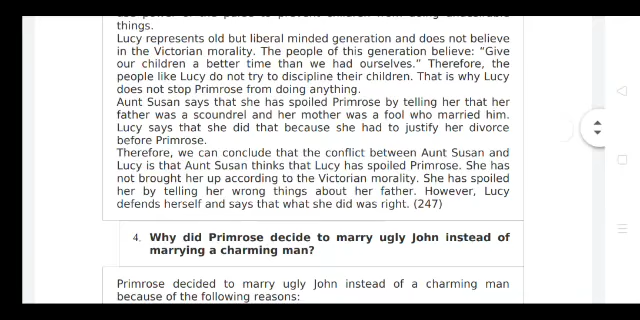 things.
Lucy represents old but liberal minded generation and does not believe
in the Victorian morality. The people of this generation believe: “Give
our children a better time than we had ourselves.” Therefore, the
people like Lucy do not try to discipline their children. That is why Lucy
does not stop Primrose from doing anything.
Aunt Susan says that she has spoiled Primrose by telling her that her
father was a scoundrel and her mother was a fool who married him.
Lucy says that she did that because she had to justify her divorce
before Primrose.
Therefore, we can conclude that the conflict between Aunt Susan and
Lucy is that Aunt Susan thinks that Lucy has spoiled Primrose. She has
not brought her up according to the Victorian morality. She has spoiled
her by telling her wrong things about her father. However, Lucy
defends herself and says that what she did was right. (247)
4. Why did Primrose decide to marry ugly John instead of
marrying a charming man?
Primrose decided to marry ugly John instead of a charming man
because of the following reasons: